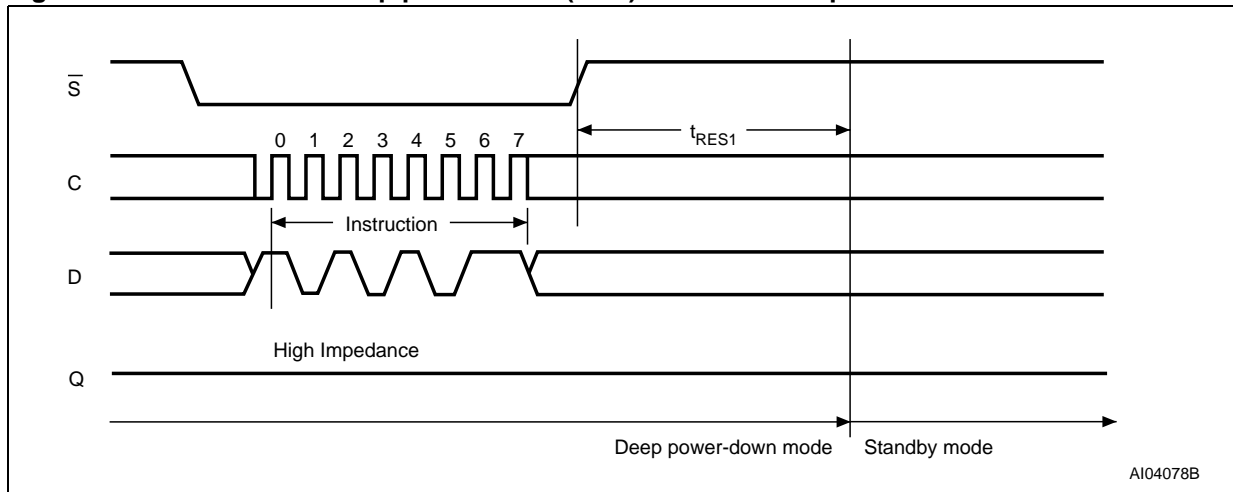 S
0 1 2 3 4 5 6 7
tRES1
C
Instruction
D
High Impedance
Q
Deep power-down mode Standby mode
AI04078B